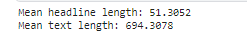 Mean headline length: 51.3052
Mean text length: 694.3078